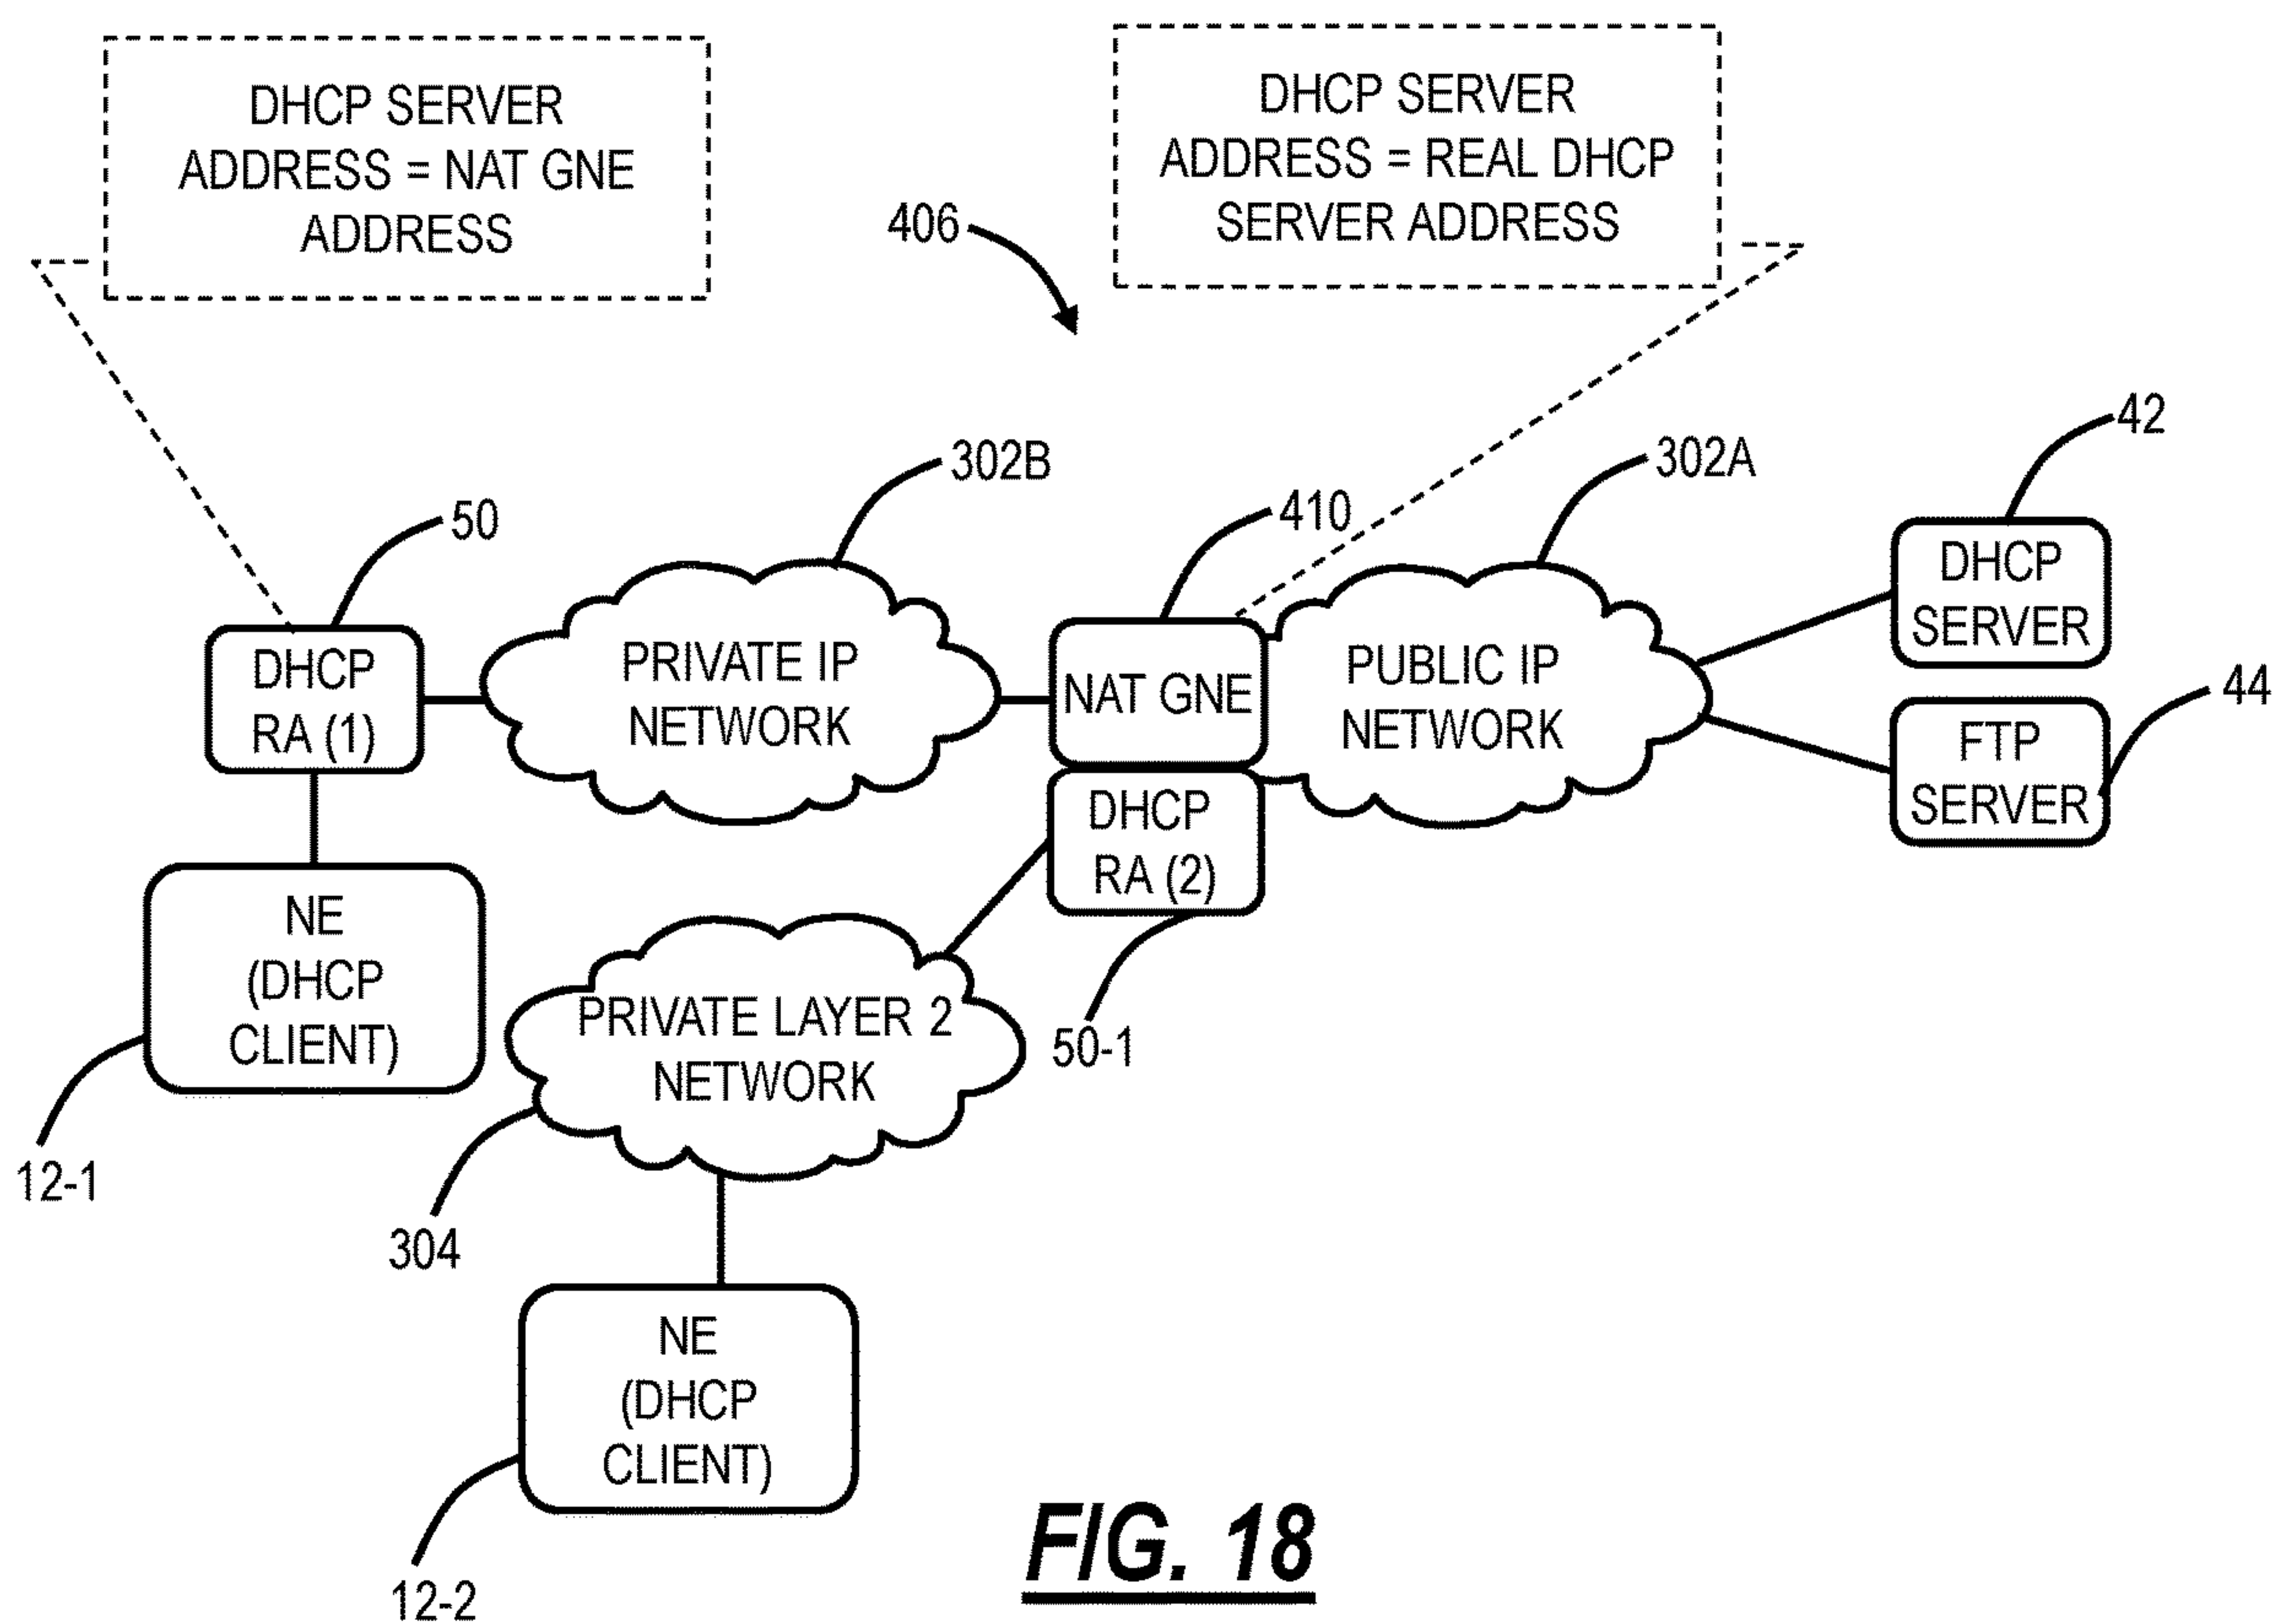 DHCP SERVER
ADDRESS = NAT GNE
ADDRESS
DHCP SERVER
ADDRESS = REAL DHCP
SERVER ADDRESS
406
42
302B
302A
50
410
DHCP
SERVER
44
DHCP
RA (1)
PRIVATE IP
NETWORK
NAT GNE
PUBLIC IP
NETWORK
FTP
SERVER
DHCP
RA (2)
NE
(DHCP
CLIENT)
PRIVATE LAYER 2
NETWORK
50-1
12-1
304
NE
(DHCP
CLIENT)
12-2
FIG. 18